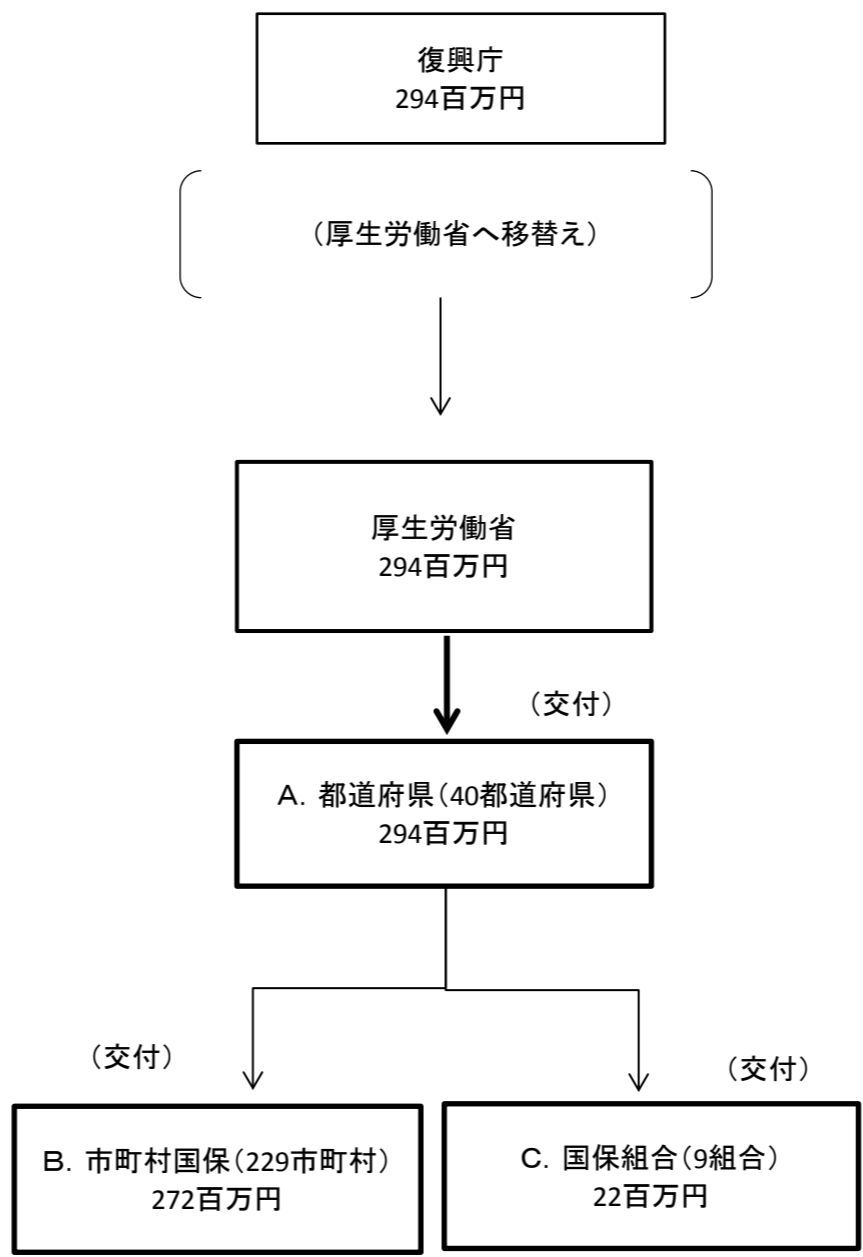 復興庁
294百万円
（厚生労働省へ移替え）
厚生労働省
294百万円
（交付）
A．都道府県（40都道府県）
294百万円
（交付）
（交付）
B．市町村国保（229市町村）
272百万円
C．国保組合（9組合）
22百万円